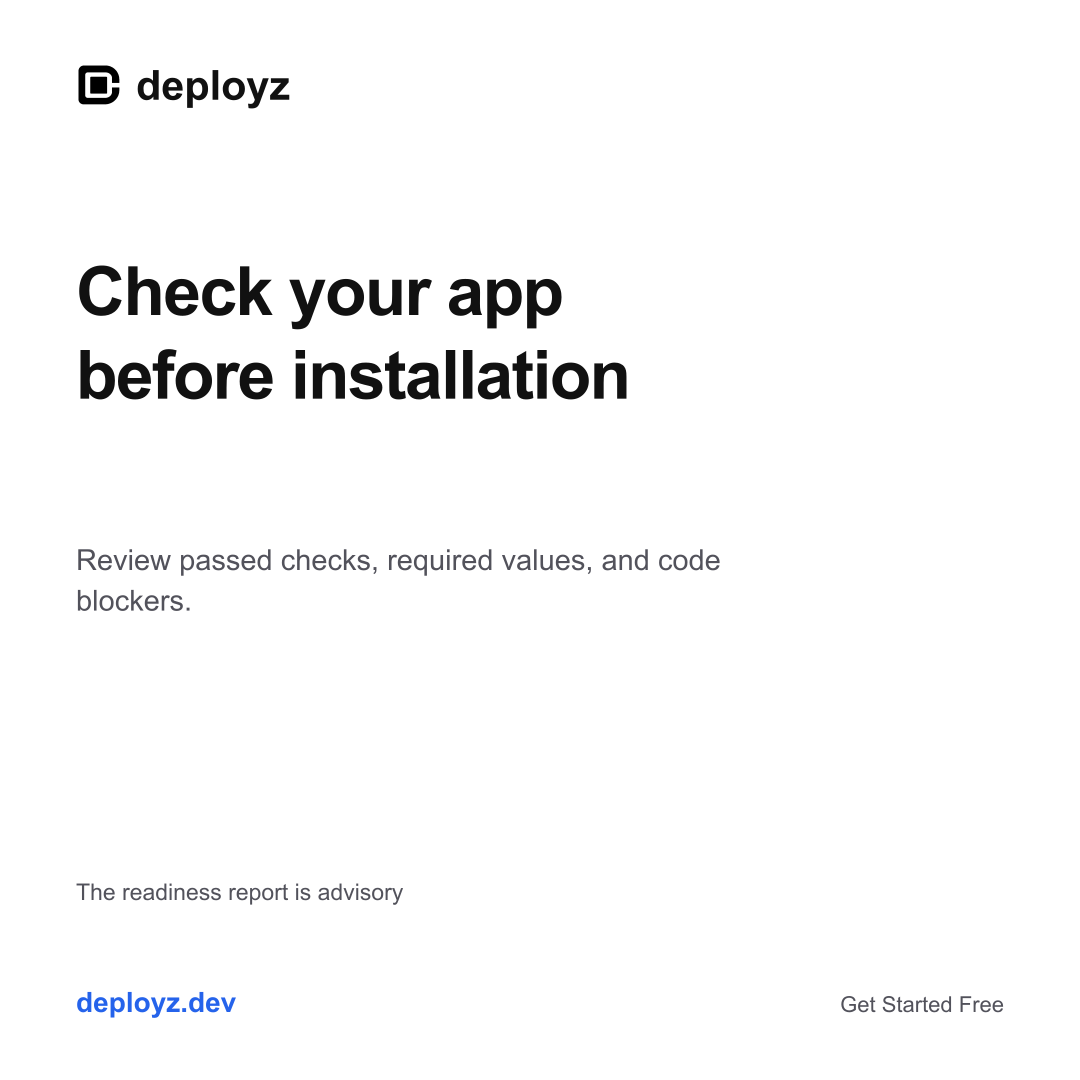 deployz
Check your app
before installation
Review passed checks, required values, and code
blockers.
The readiness report is advisory
deployz.dev
Get Started Free